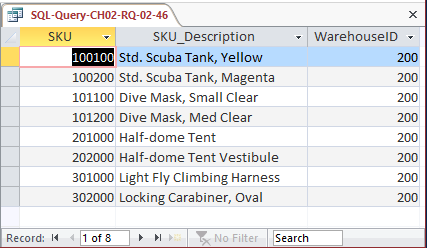 SQL-Query-CH02-RQ-02-46
SKU SKU_Description WarehouseID
100100 Std. Scuba Tank, Yellow 200
100200 Std. Scuba Tank, Magenta 200
101100 Dive Mask, Small Clear 200
101200 Dive Mask, Med Clear 200
201000 Half-dome Tent 200
202000 Half-dome Tent Vestibule 200
301000 Light Fly Climbing Harness 200
302000 Locking Carabiner, Oval 200
Record: 1 of 8 No Filter Search